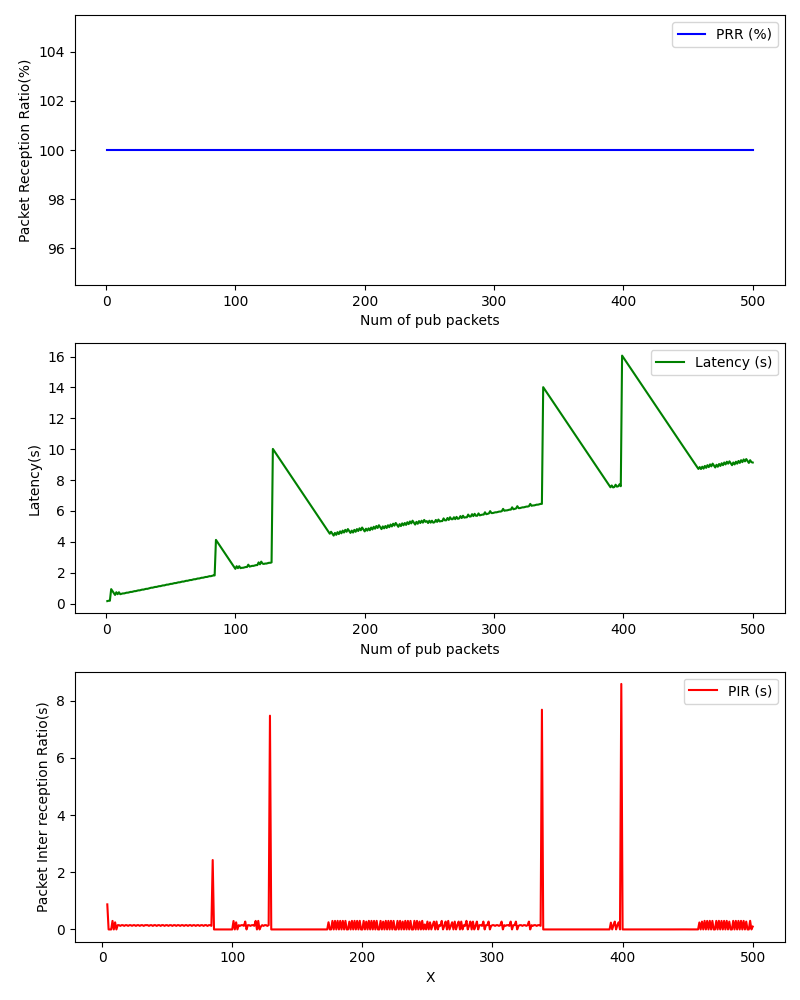 PRR (%)
104
102
100
98
96
Packet Reception Ratio(%)
0 100 200 300 400 500
Num of pub packets
Latency (s)
16
14
12
10
8
6
4
2
0
Latency(s)
0 100 200 300 400 500
Num of pub packets
PIR (s)
8
6
4
2
0
Packet Inter reception Ratio(s)
0 100 200 300 400 500
X